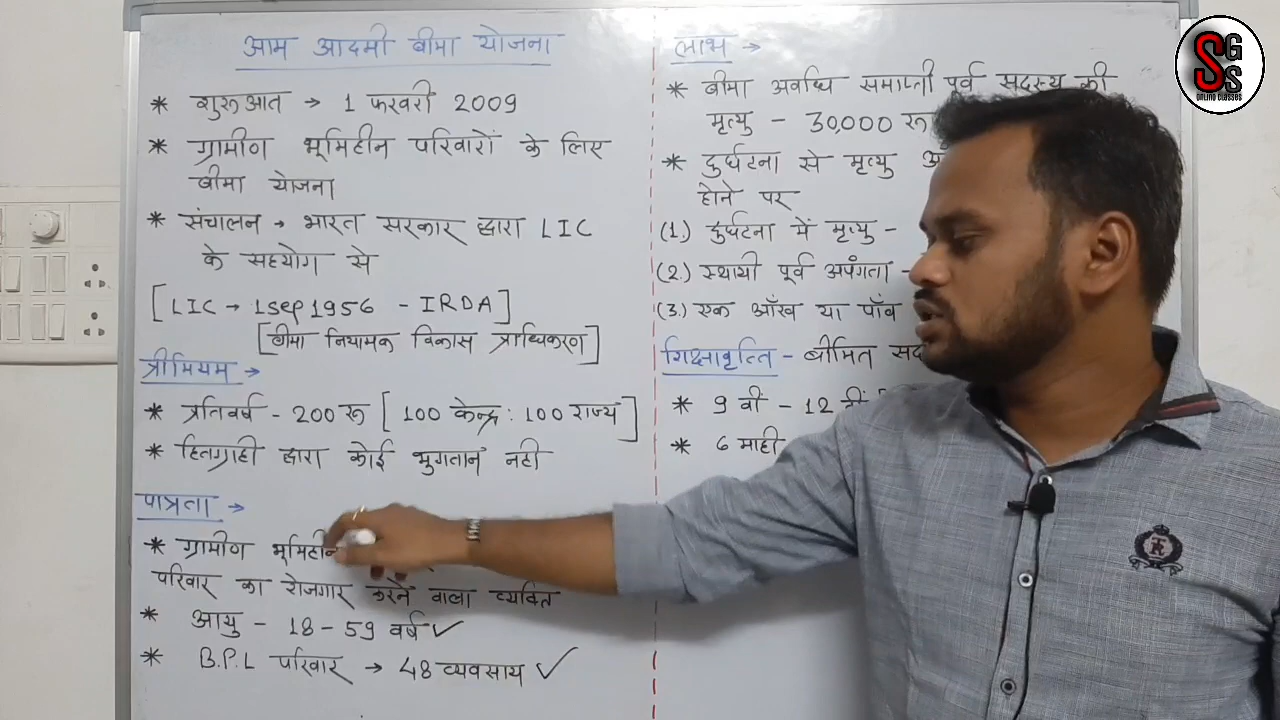 आम आदमी बीमा योजना
* शुरुआत → 1 फरवरी 2009
* ग्रामीण भूमिहीन परिवारों के लिए
बीमा योजना
* संचालन → भारत सरकार द्वारा LIC
के सहयोग से
[LIC → 1 Sep 1956 - IRDA]
[बीमा नियामक विकास प्राधिकरण]
प्रीमियम →
* प्रतिवर्ष - 200 रू [100 केन्द्र : 100 राज्य]
* हितग्राही द्वारा कोई भुगतान नही
पात्रता →
* ग्रामीण भूमिहीन
परिवार का रोजगार करने वाला व्यक्ति
* आयु - 18 - 59 वर्ष ✓
* B.P.L परिवार → 48 व्यवसाय ✓
लाभ →
* बीमा अवधि समाप्ती पूर्व सदस्य की
मृत्यु - 30,000 रू
* दुर्घटना से मृत्यु
होने पर
(1.) दुर्घटना में मृत्यु -
(2.) स्थायी पूर्व अपंगता -
(3.) एक आँख या पाँव
शिक्षावृत्ति - बीमित
* 9 वी - 12 वीं
* 6 माही
SGS
ONLINE CLASSES